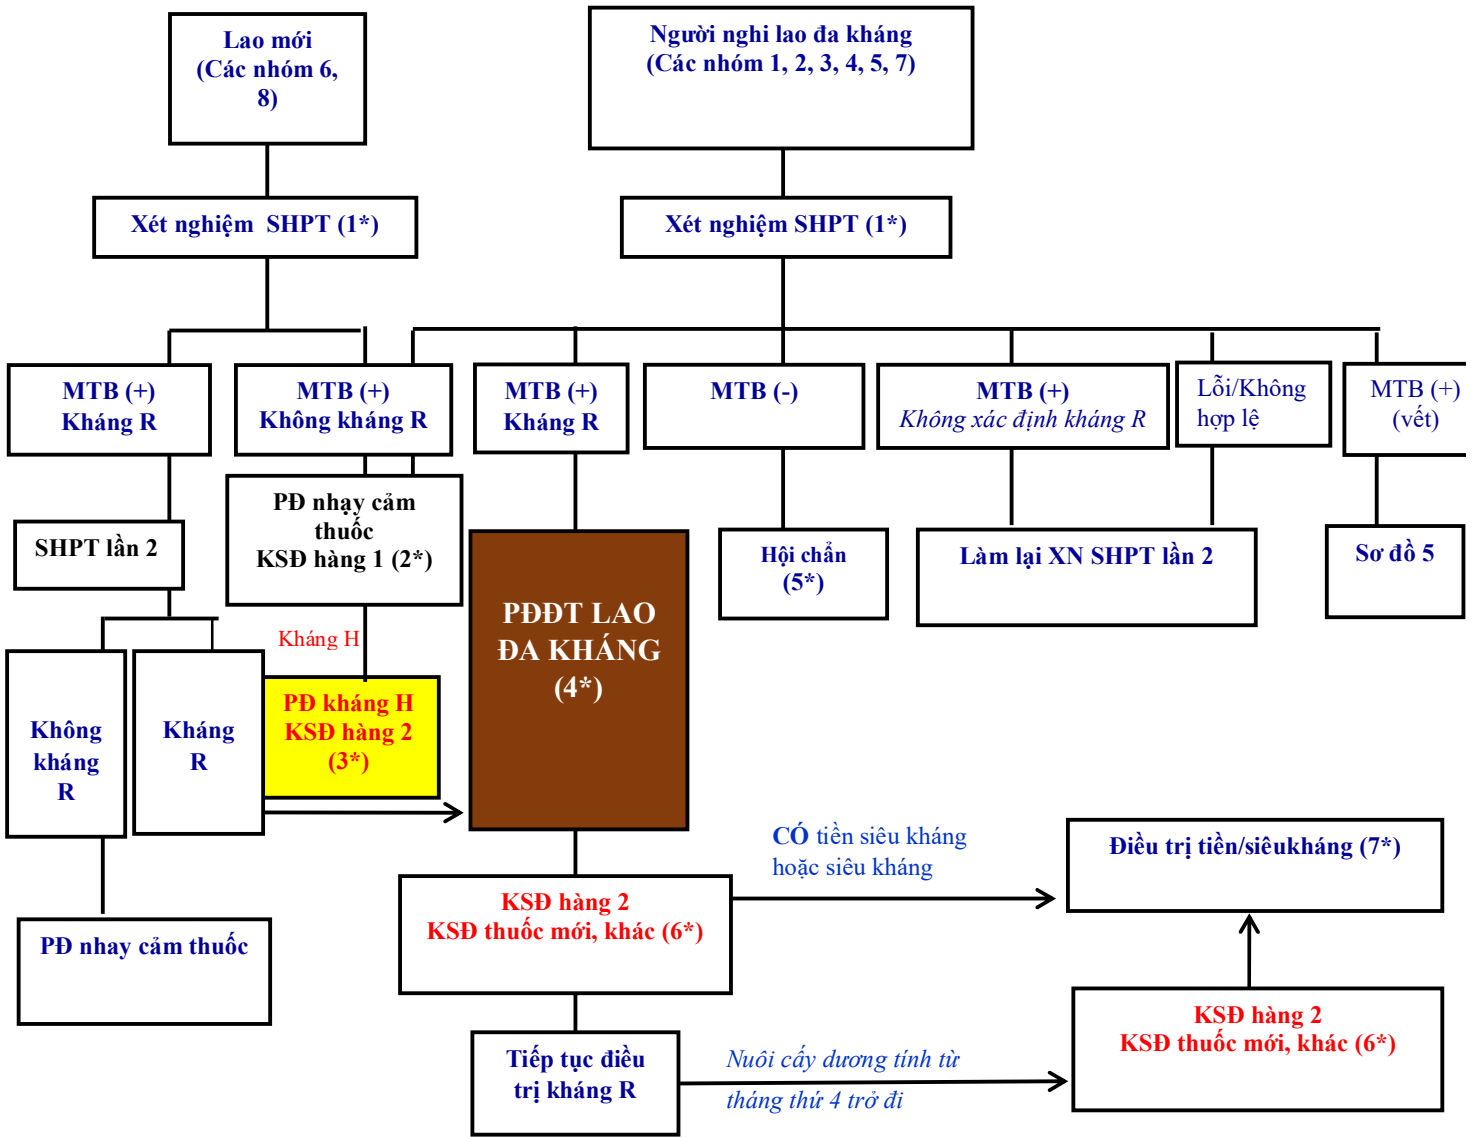 Lao mới
(Các nhóm 6,
8)
Người nghi lao đa kháng
(Các nhóm 1, 2, 3, 4, 5, 7)
Xét nghiệm SHPT (1*)
Xét nghiệm SHPT (1*)
MTB (+)
Kháng R
MTB (+)
Không kháng R
MTB (+)
Kháng R
MTB (-)
MTB (+)
Không xác định kháng R
Lỗi/Không
hợp lệ
MTB (+)
(vết)
SHPT lần 2
PĐ nhạy cảm
thuốc
KSĐ hàng 1 (2*)
PĐĐT LAO
ĐA KHÁNG
(4*)
Hội chẩn
(5*)
Làm lại XN SHPT lần 2
Sơ đồ 5
Kháng H
Không
kháng
R
Kháng
R
PĐ kháng H
KSĐ hàng 2
(3*)
CÓ tiền siêu kháng
hoặc siêu kháng
Điều trị tiền/siêukháng (7*)
PĐ nhay cảm thuốc
KSĐ hàng 2
KSĐ thuốc mới, khác (6*)
KSĐ hàng 2
KSĐ thuốc mới, khác (6*)
Tiếp tục điều
trị kháng R
Nuôi cấy dương tính từ
tháng thứ 4 trở đi